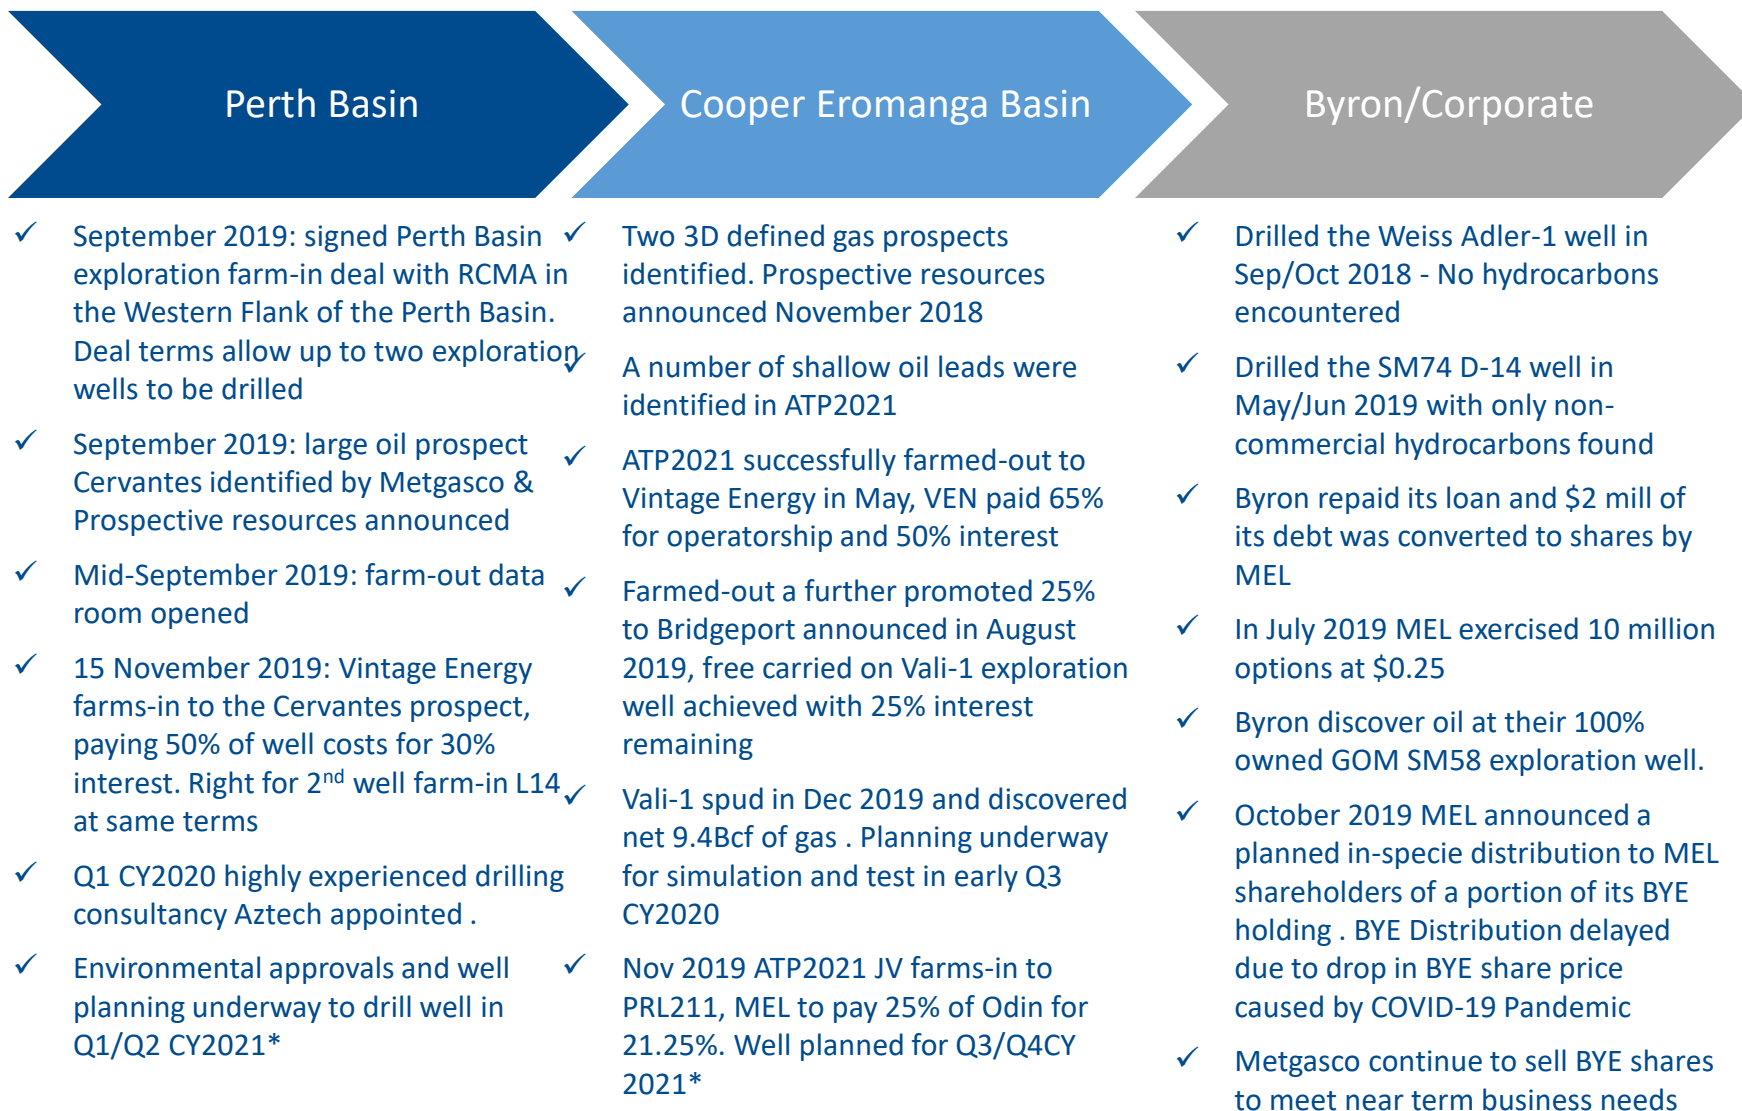 Perth Basin
Cooper Eromanga Basin
Byron/Corporate
✓ September 2019: signed Perth Basin
exploration farm-in deal with RCMA in
the Western Flank of the Perth Basin.
Deal terms allow up to two exploration
wells to be drilled
✓ September 2019: large oil prospect
Cervantes identified by Metgasco &
Prospective resources announced
✓ Mid-September 2019: farm-out data
room opened
✓ 15 November 2019: Vintage Energy
farms-in to the Cervantes prospect,
paying 50% of well costs for 30%
interest. Right for 2nd well farm-in L14
at same terms
✓ Q1 CY2020 highly experienced drilling
consultancy Aztech appointed .
✓ Environmental approvals and well
planning underway to drill well in
Q1/Q2 CY2021*
✓ Two 3D defined gas prospects
identified. Prospective resources
announced November 2018
✓ A number of shallow oil leads were
identified in ATP2021
✓ ATP2021 successfully farmed-out to
Vintage Energy in May, VEN paid 65%
for operatorship and 50% interest
✓ Farmed-out a further promoted 25%
to Bridgeport announced in August
2019, free carried on Vali-1 exploration
well achieved with 25% interest
remaining
✓ Vali-1 spud in Dec 2019 and discovered
net 9.4Bcf of gas . Planning underway
for simulation and test in early Q3
CY2020
✓ Nov 2019 ATP2021 JV farms-in to
PRL211, MEL to pay 25% of Odin for
21.25%. Well planned for Q3/Q4CY
2021*
✓ Drilled the Weiss Adler-1 well in
Sep/Oct 2018 - No hydrocarbons
encountered
✓ Drilled the SM74 D-14 well in
May/Jun 2019 with only non-
commercial hydrocarbons found
✓ Byron repaid its loan and $2 mill of
its debt was converted to shares by
MEL
✓ In July 2019 MEL exercised 10 million
options at $0.25
✓ Byron discover oil at their 100%
owned GOM SM58 exploration well.
✓ October 2019 MEL announced a
planned in-specie distribution to MEL
shareholders of a portion of its BYE
holding . BYE Distribution delayed
due to drop in BYE share price
caused by COVID-19 Pandemic
✓ Metgasco continue to sell BYE shares
to meet near term business needs